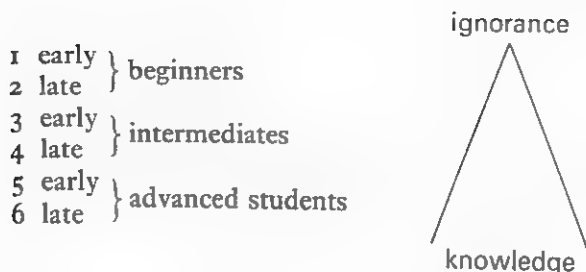 ignorance
1 early
2 late
} beginners
3 early
4 late
} intermediates
5 early
6 late
} advanced students
knowledge